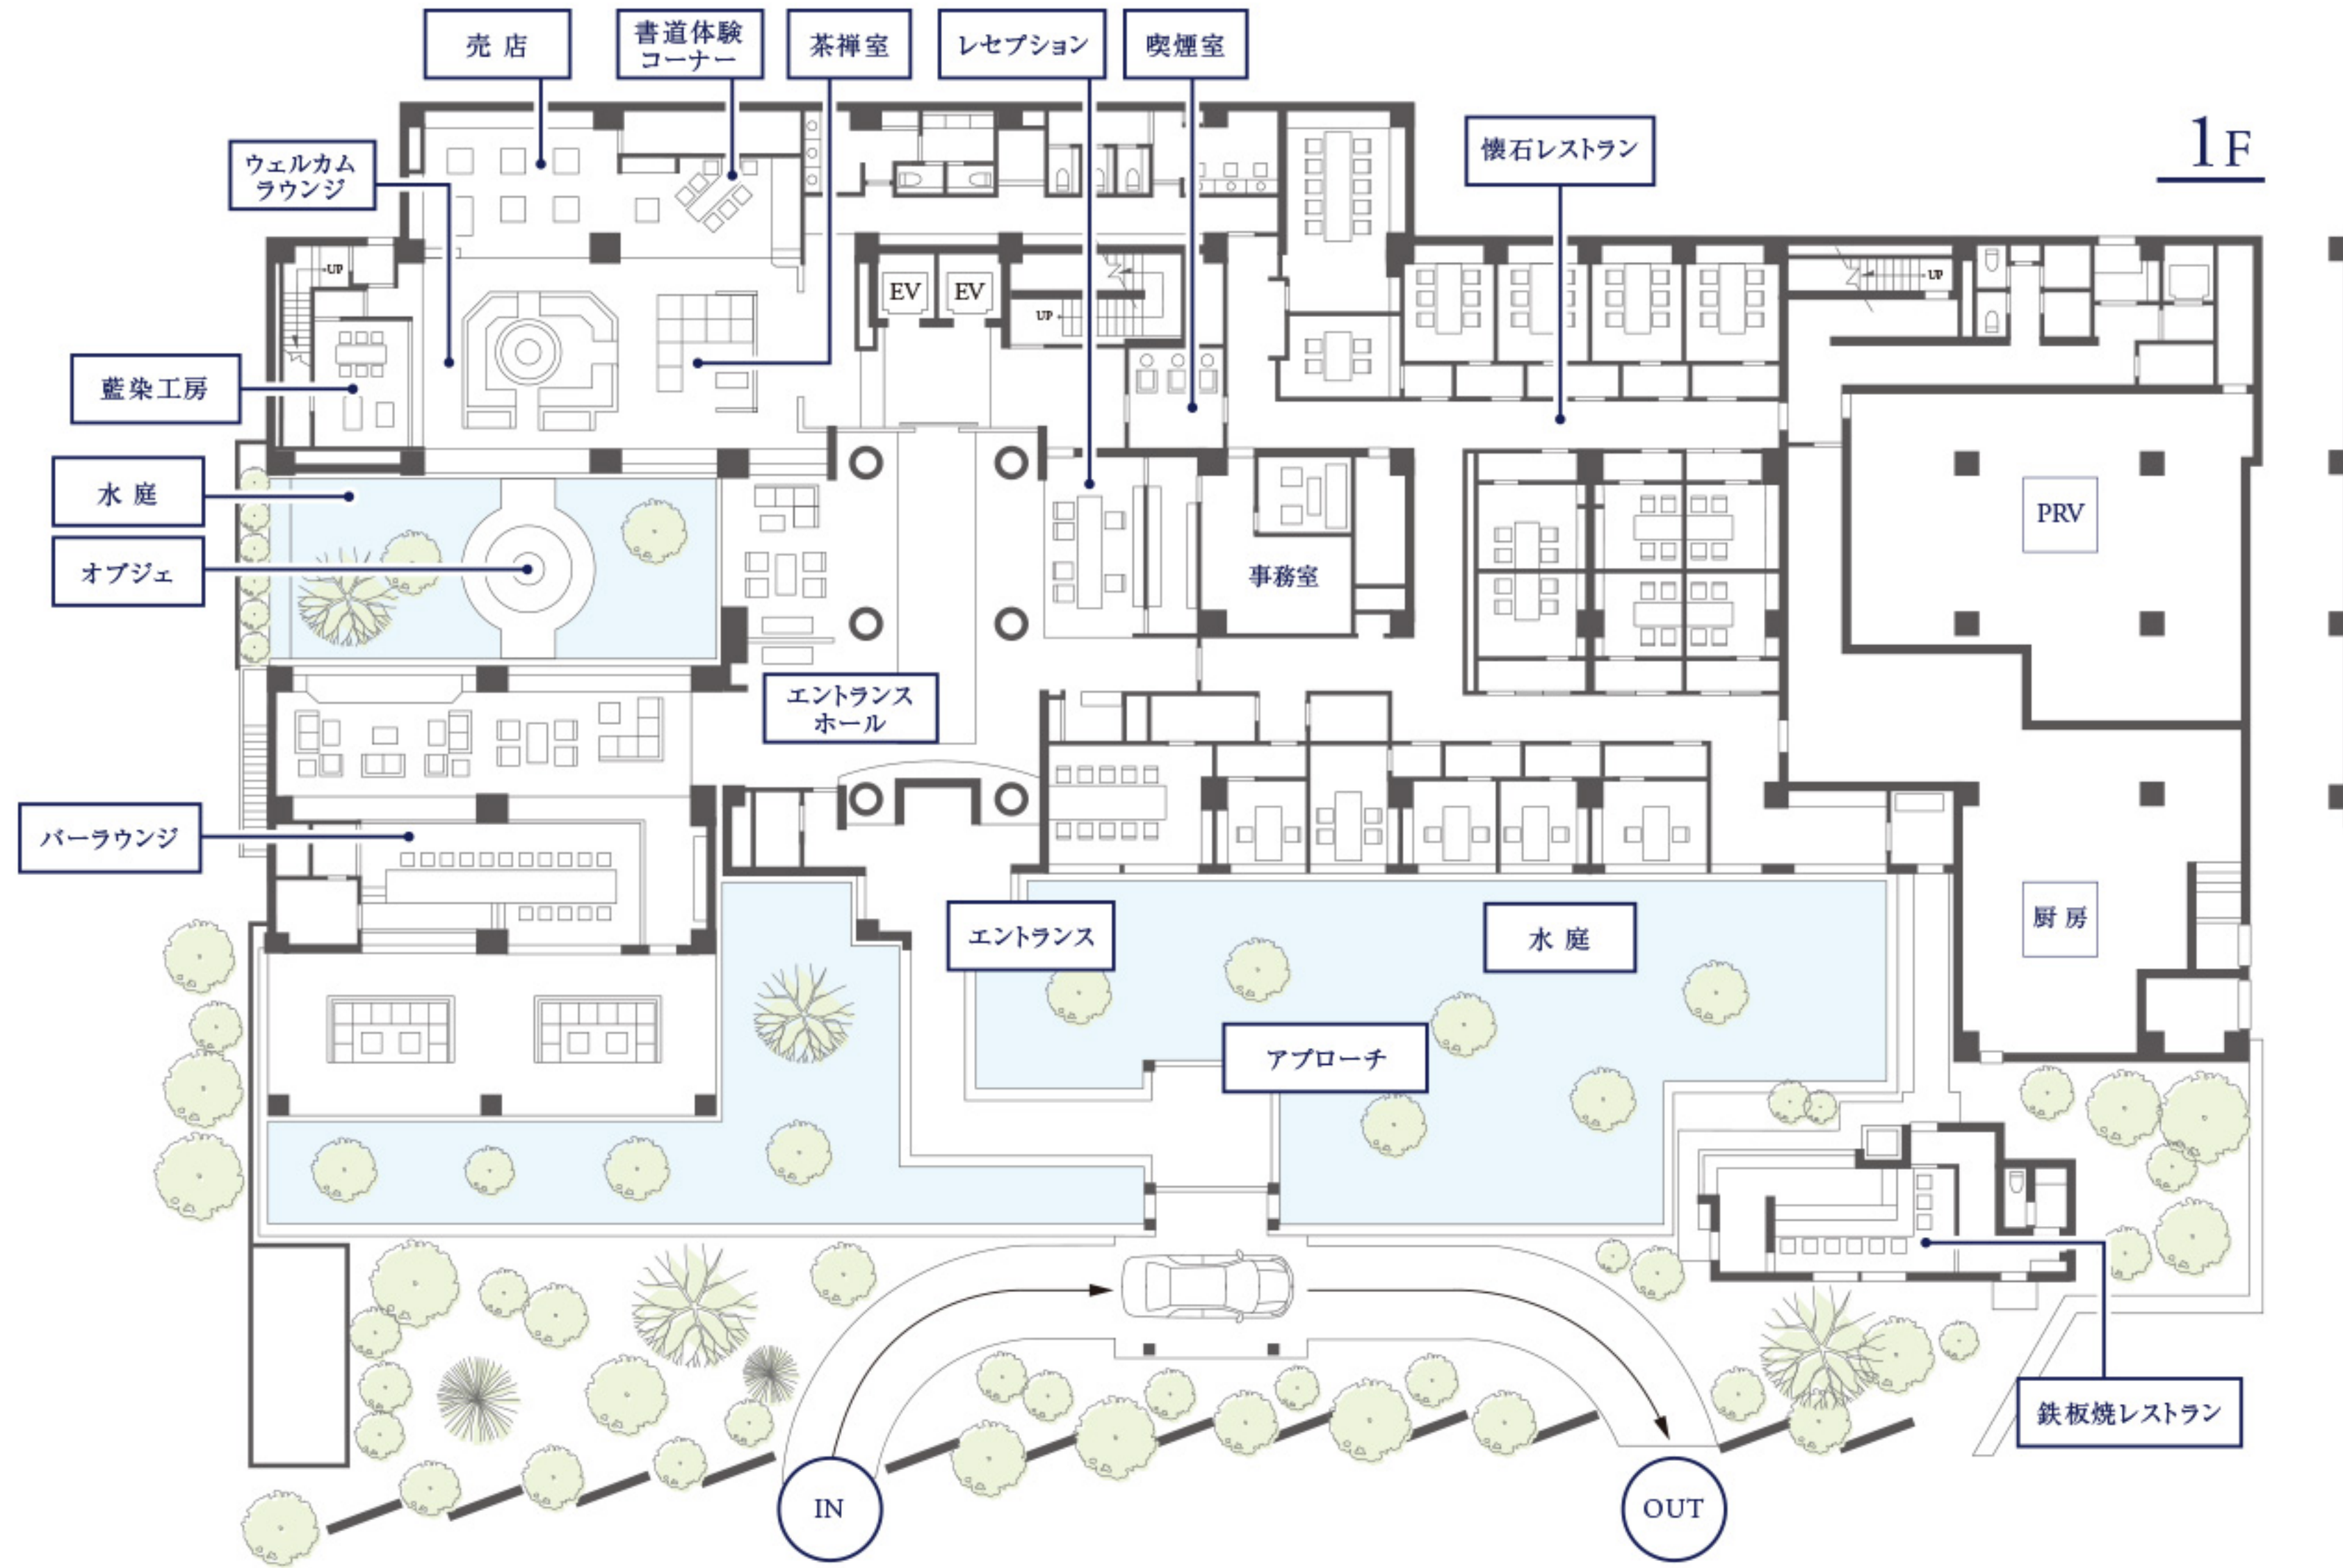 売店
書道体験
コーナー
茶禅室
レセプション
喫煙室
懐石レストラン
1F
ウェルカム
ラウンジ
UP
EV
EV
UP
UP
藍染工房
水庭
オブジェ
事務室
PRV
エントランス
ホール
バーラウンジ
エントランス
水庭
厨房
アプローチ
鉄板焼レストラン
IN
OUT